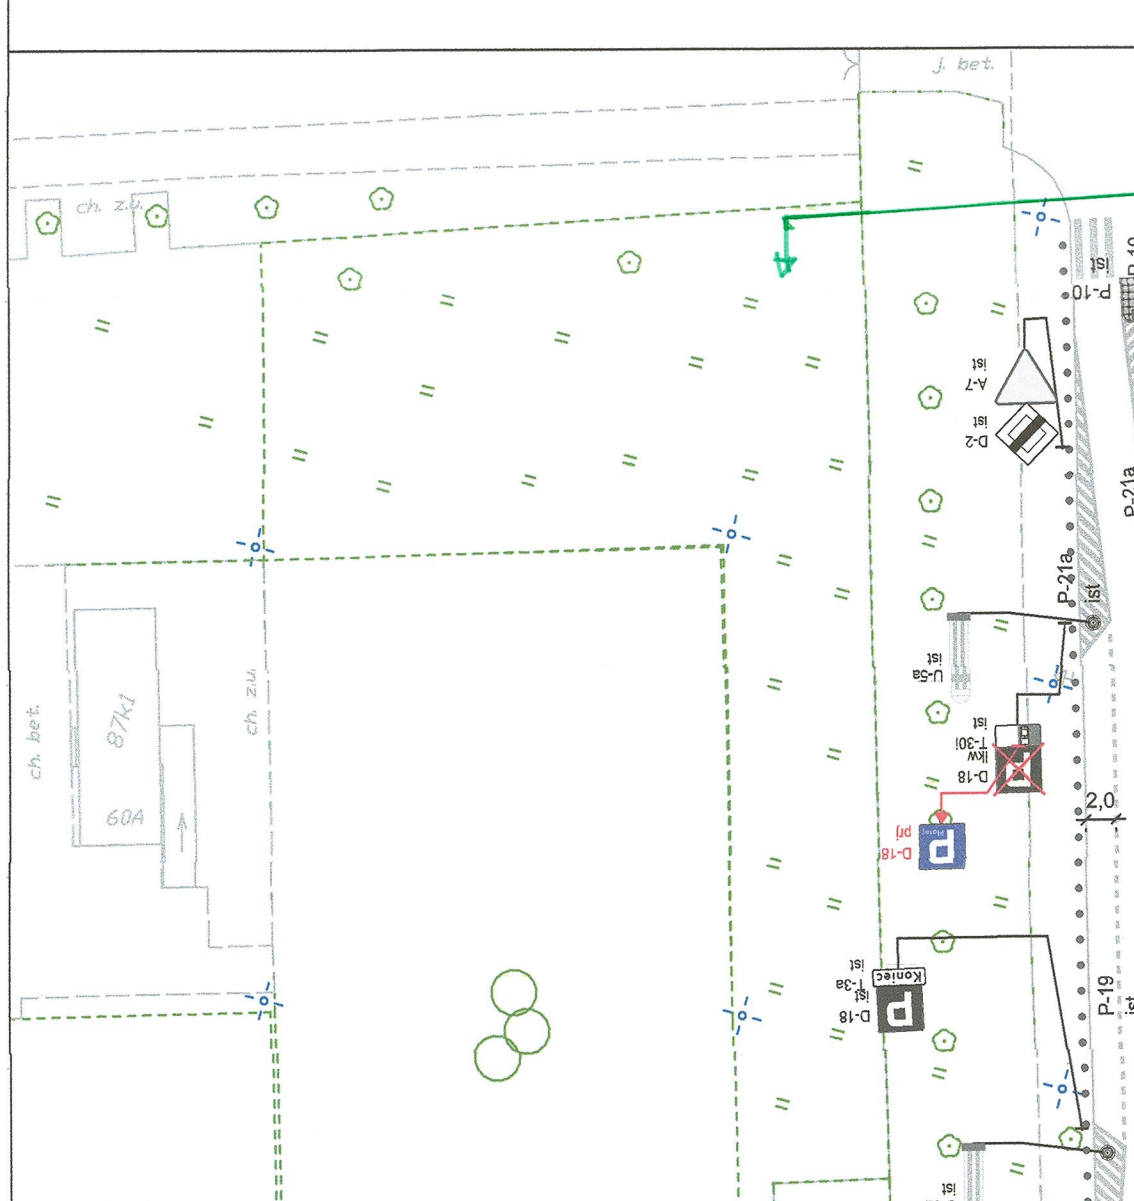 j. bet.
ch. z.u.
P-10
ist
P-10
A-7
ist
D-2
ist
P-21a
P-21a
ist
U-5a
ist
87k1
60A
ch. bet.
ch. z.u.
D-18
lkw
T-30i
ist
2,0
P
Płatny
D-18
prj
Koniec
P
D-18
ist
T-3a
ist
P-19
ist
ist